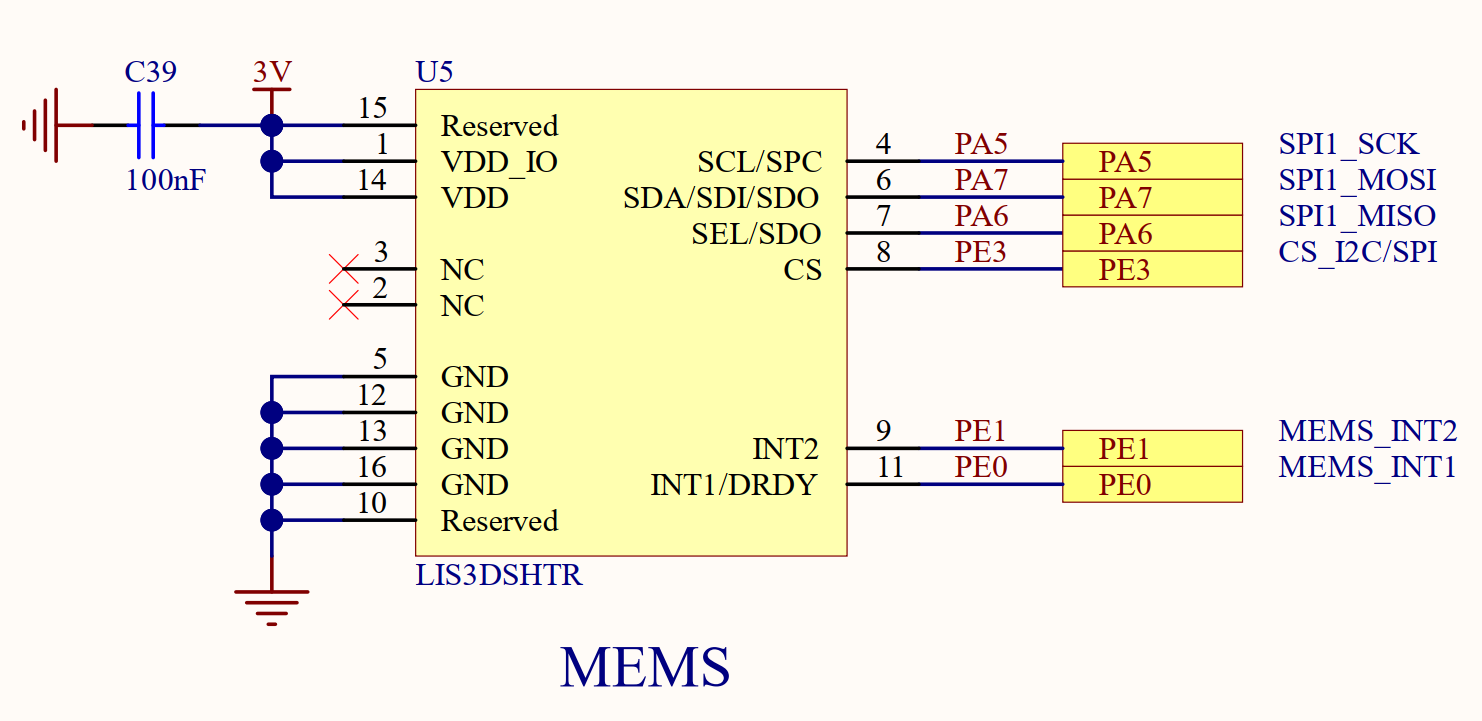 C39
3V
U5
100nF
15 Reserved
1 VDD_IO
14 VDD
3 NC
2 NC
5 GND
12 GND
13 GND
16 GND
10 Reserved
SCL/SPC 4 PA5 PA5 SPI1_SCK
SDA/SDI/SDO 6 PA7 PA7 SPI1_MOSI
SEL/SDO 7 PA6 PA6 SPI1_MISO
CS 8 PE3 PE3 CS_I2C/SPI
INT2 9 PE1 PE1 MEMS_INT2
INT1/DRDY 11 PE0 PE0 MEMS_INT1
LIS3DSHTR
MEMS